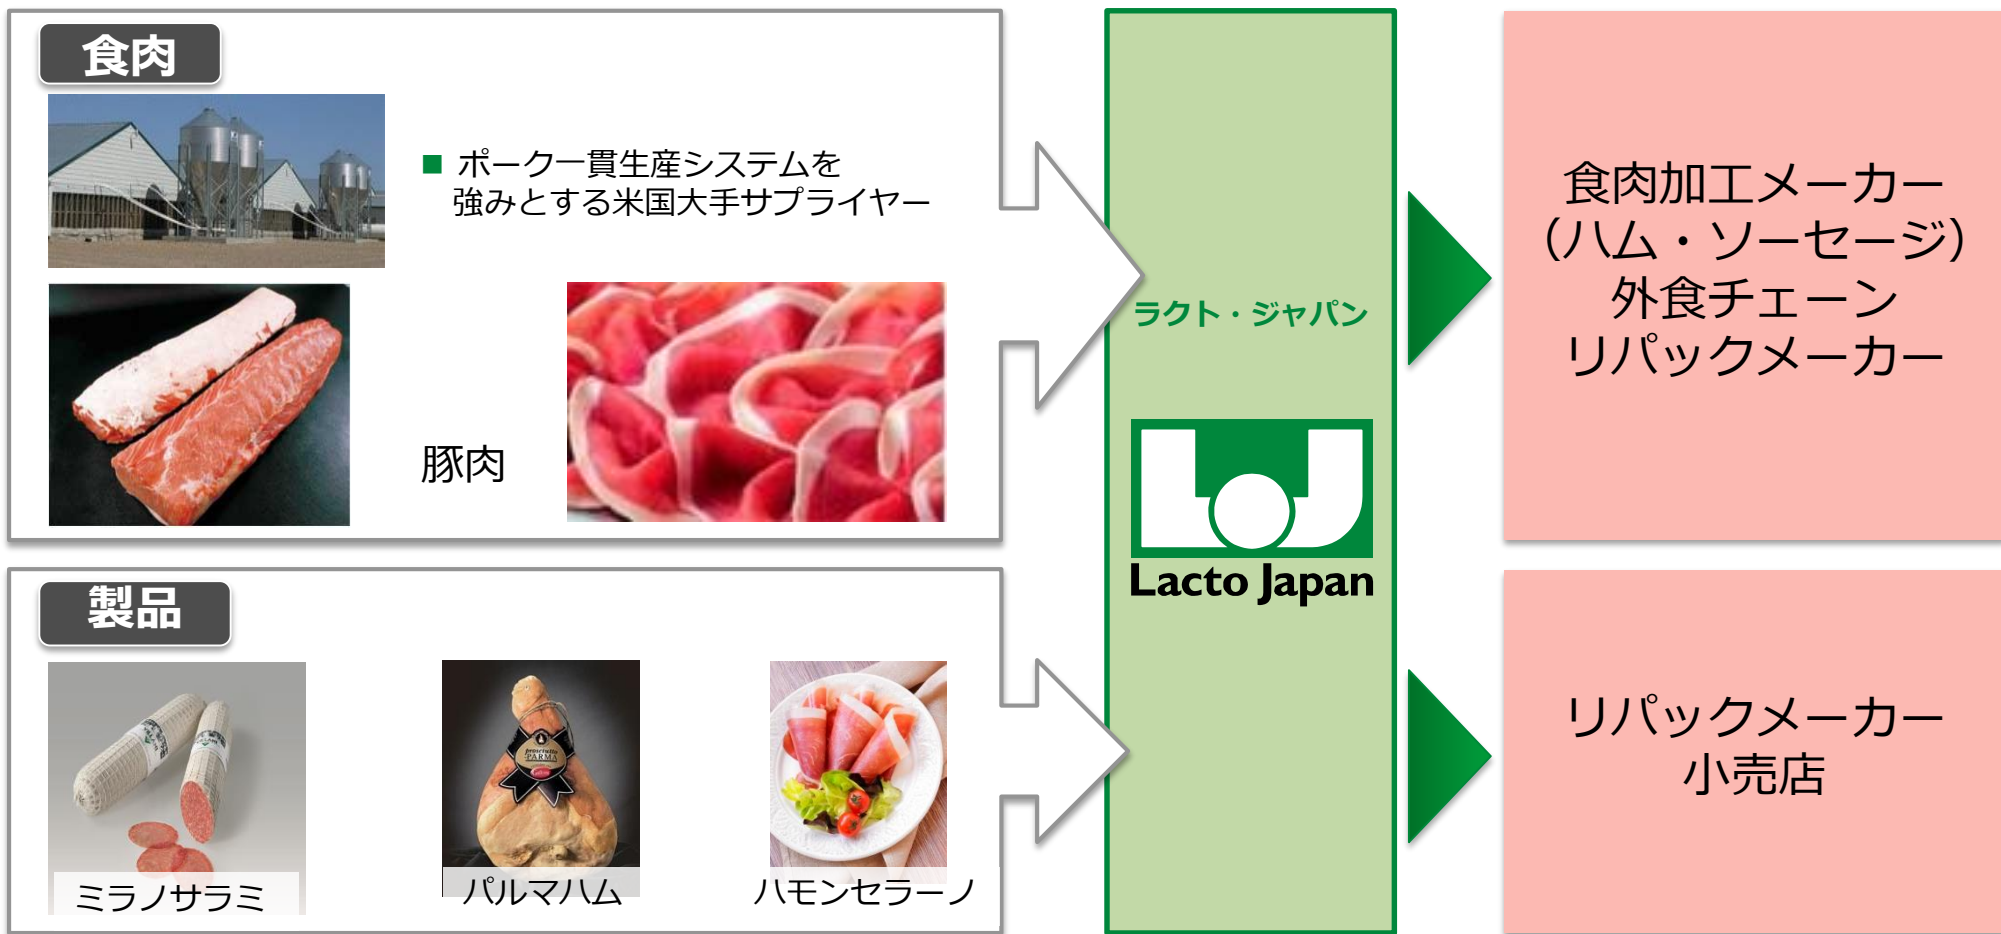 食肉
■ ポーク一貫生産システムを
強みとする米国大手サプライヤー
豚肉
製品
ミラノサラミ
prosciutto
PARMA
パルマハム
ハモンセラーノ
ラクト・ジャパン
Lacto Japan
食肉加工メーカー
（ハム・ソーセージ）
外食チェーン
リパックメーカー
リパックメーカー
小売店